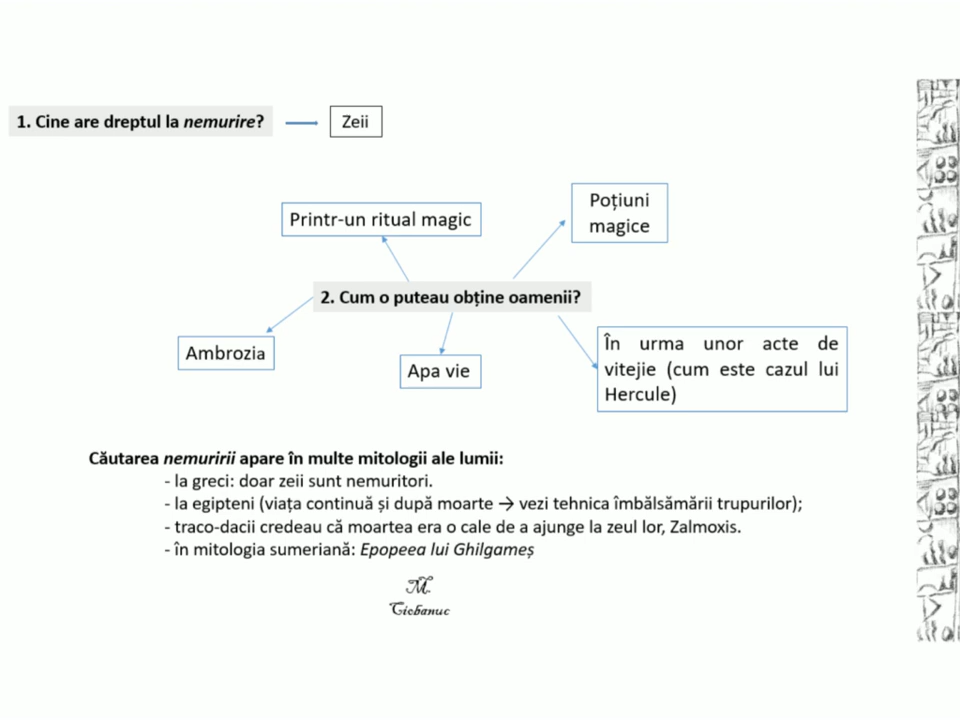 1. Cine are dreptul la nemurire?
Zeii
Printr-un ritual magic
Poțiuni
magice
2. Cum o puteau obține oamenii?
Ambrozia
Apa vie
În urma unor acte de
vitejie (cum este cazul lui
Hercule)
Căutarea nemuririi apare în multe mitologii ale lumii:
- la greci: doar zeii sunt nemuritori.
- la egipteni (viața continuă și după moarte → vezi tehnica îmbălsămării trupurilor);
- traco-dacii credeau că moartea era o cale de a ajunge la zeul lor, Zalmoxis.
- în mitologia sumeriană: Epopeea lui Ghilgameș
M.
Ciobanuc